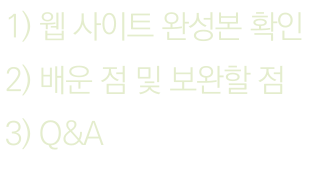 1) 웹 사이트 완성본 확인
2) 배운 점 및 보완할 점
3) Q&A